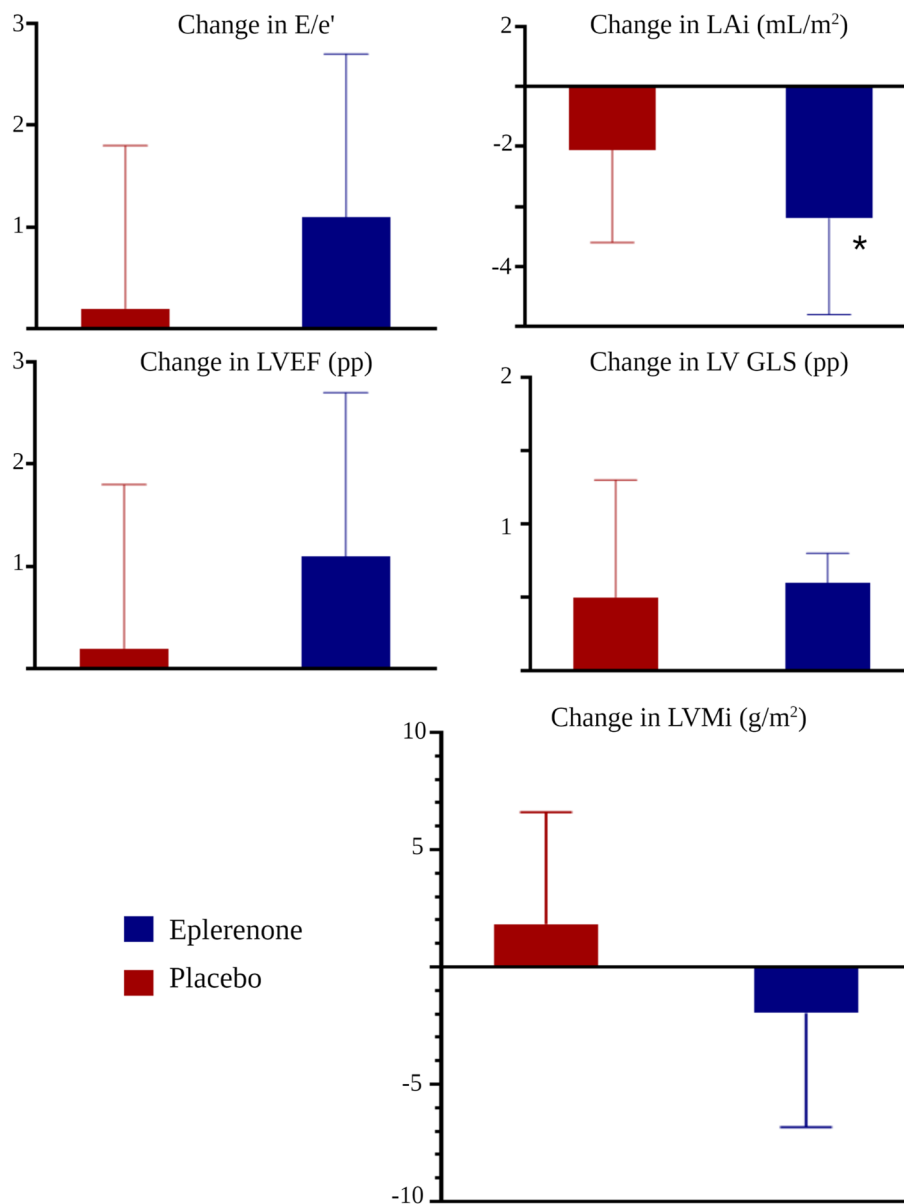 Change in E/e'
3
2
1
Change in LAi (mL/m²)
2
-2
-4
*
Change in LVEF (pp)
3
2
1
Change in LV GLS (pp)
2
1
Change in LVMi (g/m²)
10
5
-5
-10
Eplerenone
Placebo